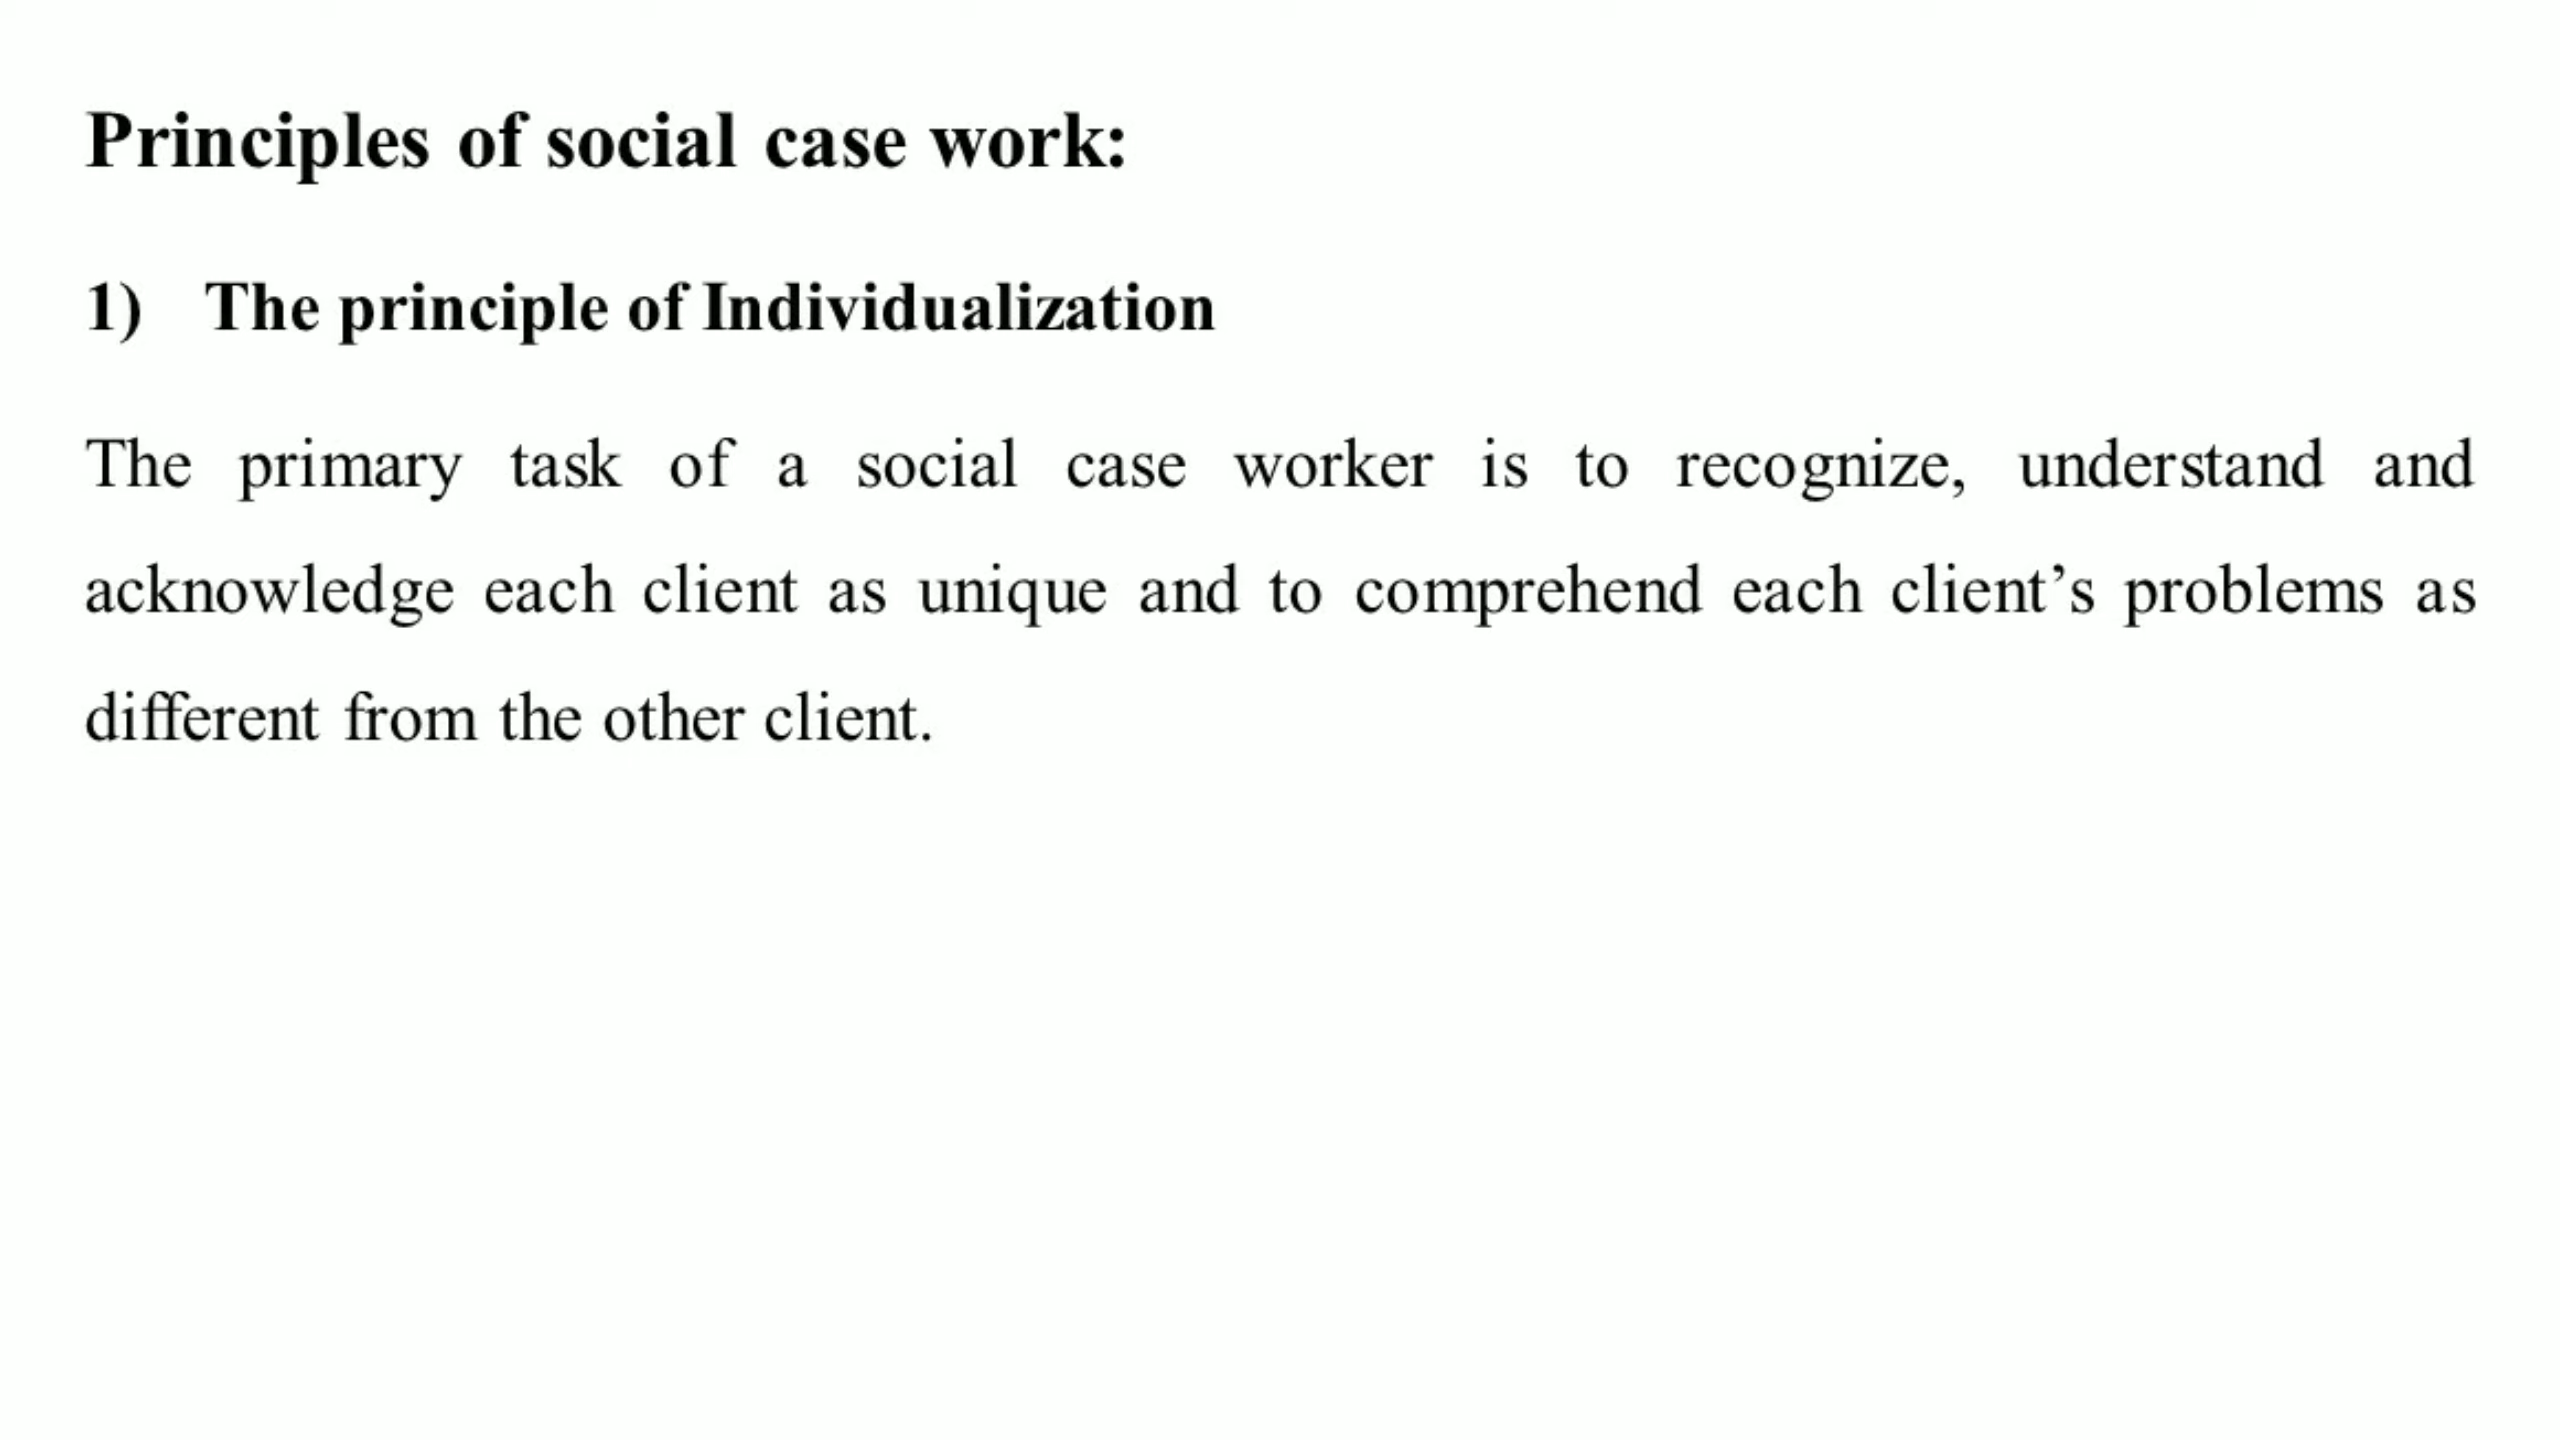 Principles of social case work:
1) The principle of Individualization
The primary task of a social case worker is to recognize, understand and
acknowledge each client as unique and to comprehend each client’s problems as
different from the other client.